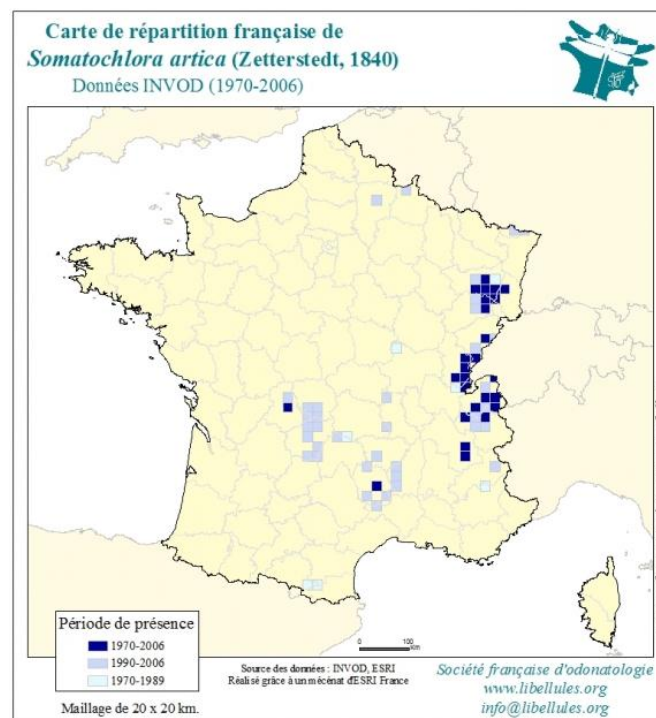 Carte de répartition française de
Somatochlora artica (Zetterstedt, 1840)
Données INVOD (1970-2006)
Période de présence
1970-2006
1990-2006
1970-1989
Maillage de 20 x 20 km.
0 100
km
Source des données : INVOD, ESRI
Réalisé grâce à un mécénat d'ESRI France
Société française d'odonatologie
www.libellules.org
info@libellules.org